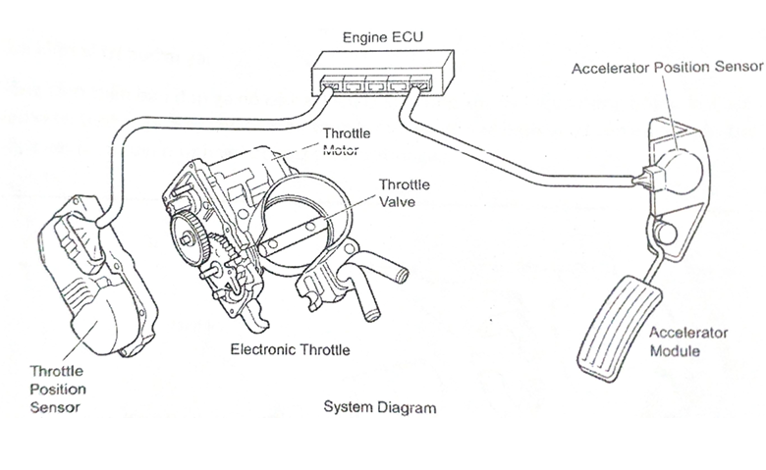 Engine ECU
Accelerator Position Sensor
Throttle
Motor
Throttle
Valve
Electronic Throttle
Throttle
Position
Sensor
Accelerator
Module
System Diagram